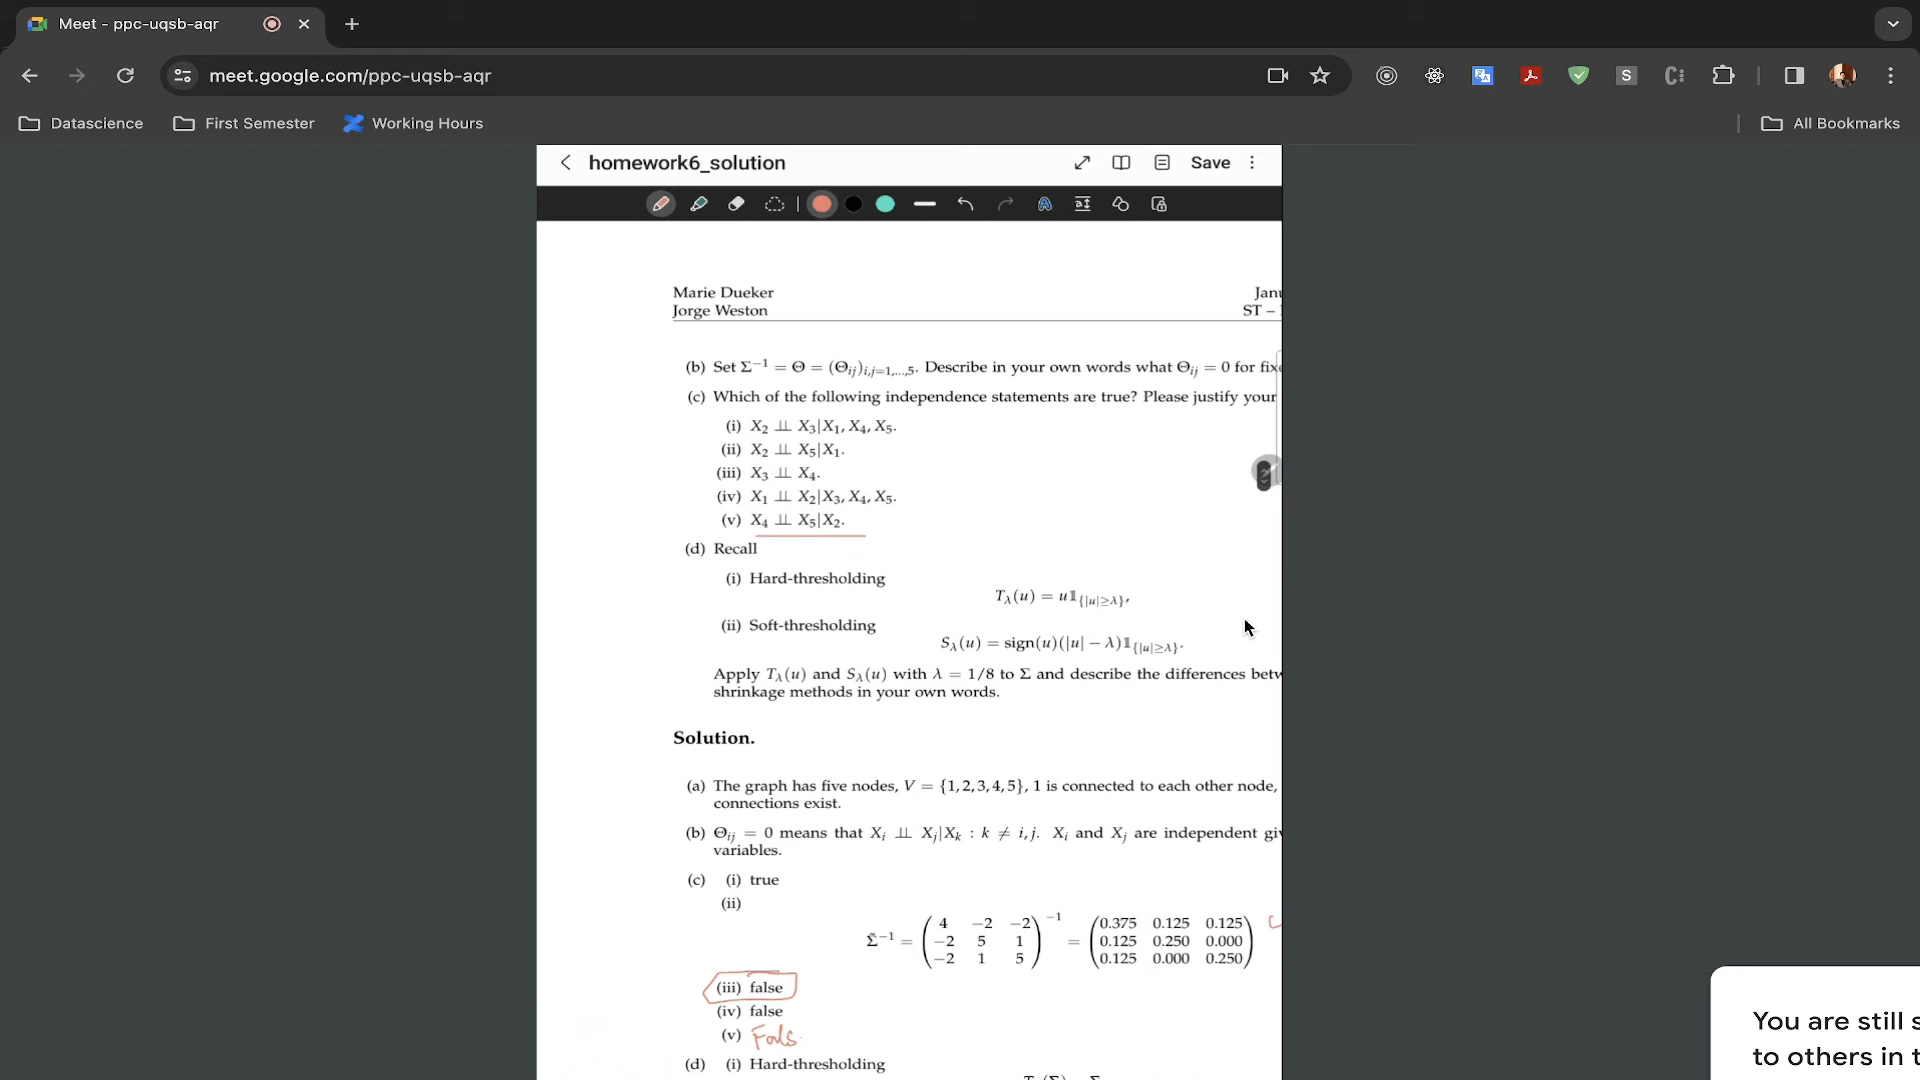 Meet - ppc-uqsb-aqr
meet.google.com/ppc-uqsb-aqr
Datascience
First Semester
Working Hours
All Bookmarks
homework6_solution
Save
Marie Dueker
Janu
Jorge Weston
ST –
(b) Set Σ⁻¹ = Θ = (Θij)i,j=1,...,5. Describe in your own words what Θij = 0 for fixe
(c) Which of the following independence statements are true? Please justify your
(i) X2 ⫫ X3|X1, X4, X5.
(ii) X2 ⫫ X5|X1.
(iii) X3 ⫫ X4.
(iv) X1 ⫫ X2|X3, X4, X5.
(v) X4 ⫫ X5|X2.
(d) Recall
(i) Hard-thresholding
Tλ(u) = u𝟙{|u|≥λ},
(ii) Soft-thresholding
Sλ(u) = sign(u)(|u| − λ)𝟙{|u|≥λ}.
Apply Tλ(u) and Sλ(u) with λ = 1/8 to Σ and describe the differences betw
shrinkage methods in your own words.
Solution.
(a) The graph has five nodes, V = {1, 2, 3, 4, 5}, 1 is connected to each other node,
connections exist.
(b) Θij = 0 means that Xi ⫫ Xj|Xk : k ≠ i, j. Xi and Xj are independent giv
variables.
(c) (i) true
(ii)
4 −2 −2 −1 0.375 0.125 0.125
Σ̃⁻¹ = −2 5 1 = 0.125 0.250 0.000
−2 1 5 0.125 0.000 0.250
(iii) false
(iv) false
(v) Fals.
(d) (i) Hard-thresholding
You are still s
to others in t